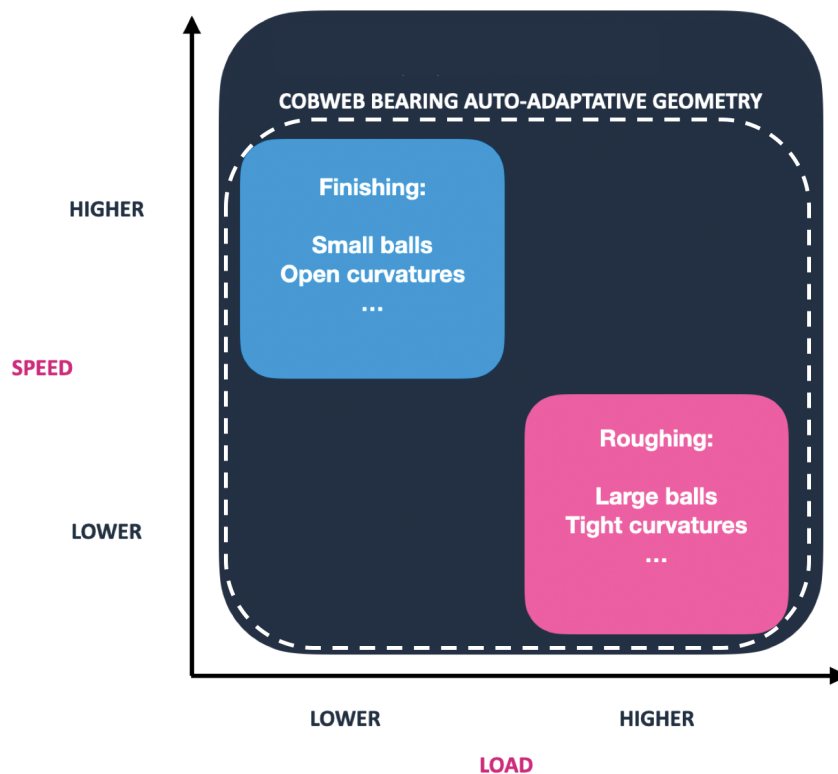 COBWEB BEARING AUTO-ADAPTATIVE GEOMETRY
Finishing:
Small balls
Open curvatures
...
HIGHER
SPEED
LOWER
Roughing:
Large balls
Tight curvatures
...
LOWER
HIGHER
LOAD